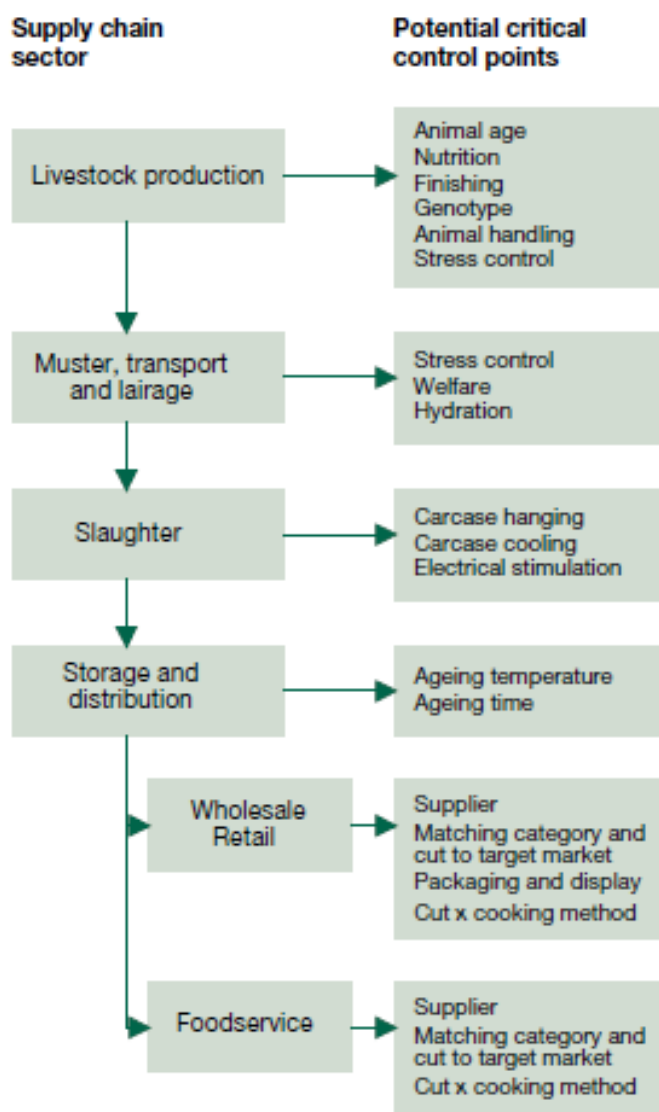 Supply chain
sector
Potential critical
control points
Livestock production
Animal age
Nutrition
Finishing
Genotype
Animal handling
Stress control
Muster, transport
and lairage
Stress control
Welfare
Hydration
Slaughter
Carcase hanging
Carcase cooling
Electrical stimulation
Storage and
distribution
Ageing temperature
Ageing time
Wholesale
Retail
Supplier
Matching category and
cut to target market
Packaging and display
Cut x cooking method
Foodservice
Supplier
Matching category and
cut to target market
Cut x cooking method